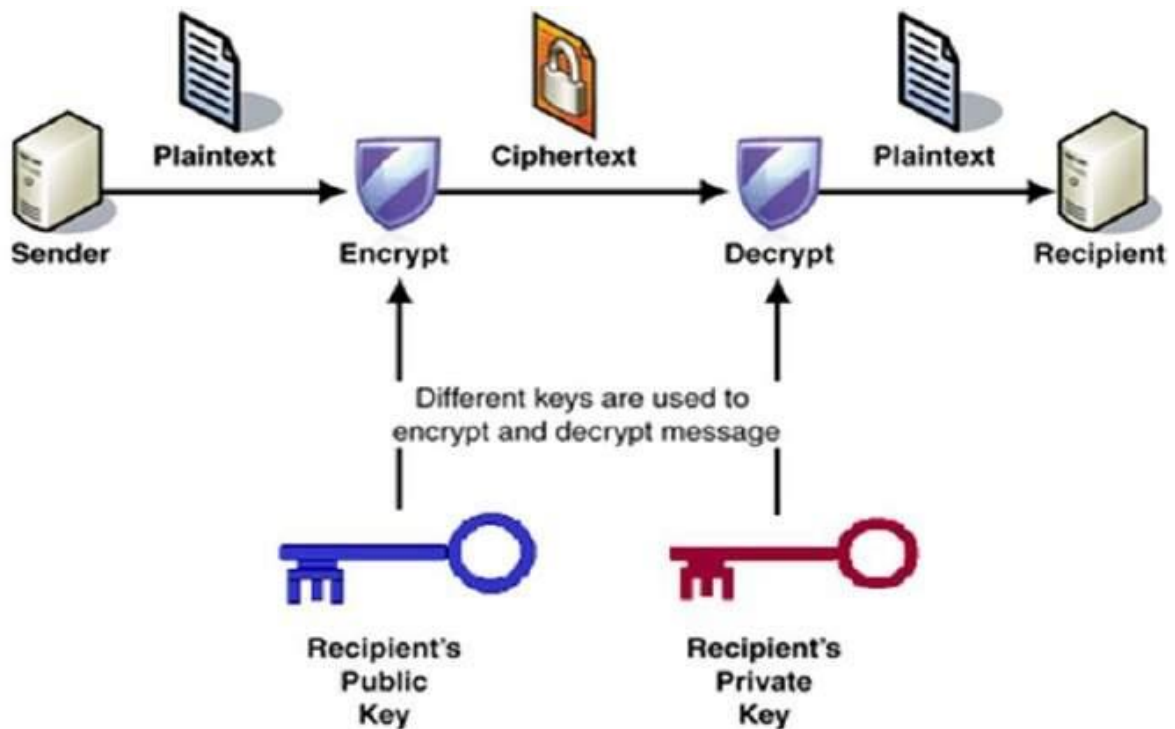 Plaintext
Ciphertext
Plaintext
Sender
Encrypt
Decrypt
Recipient
Different keys are used to
encrypt and decrypt message
Recipient's
Public
Key
Recipient's
Private
Key